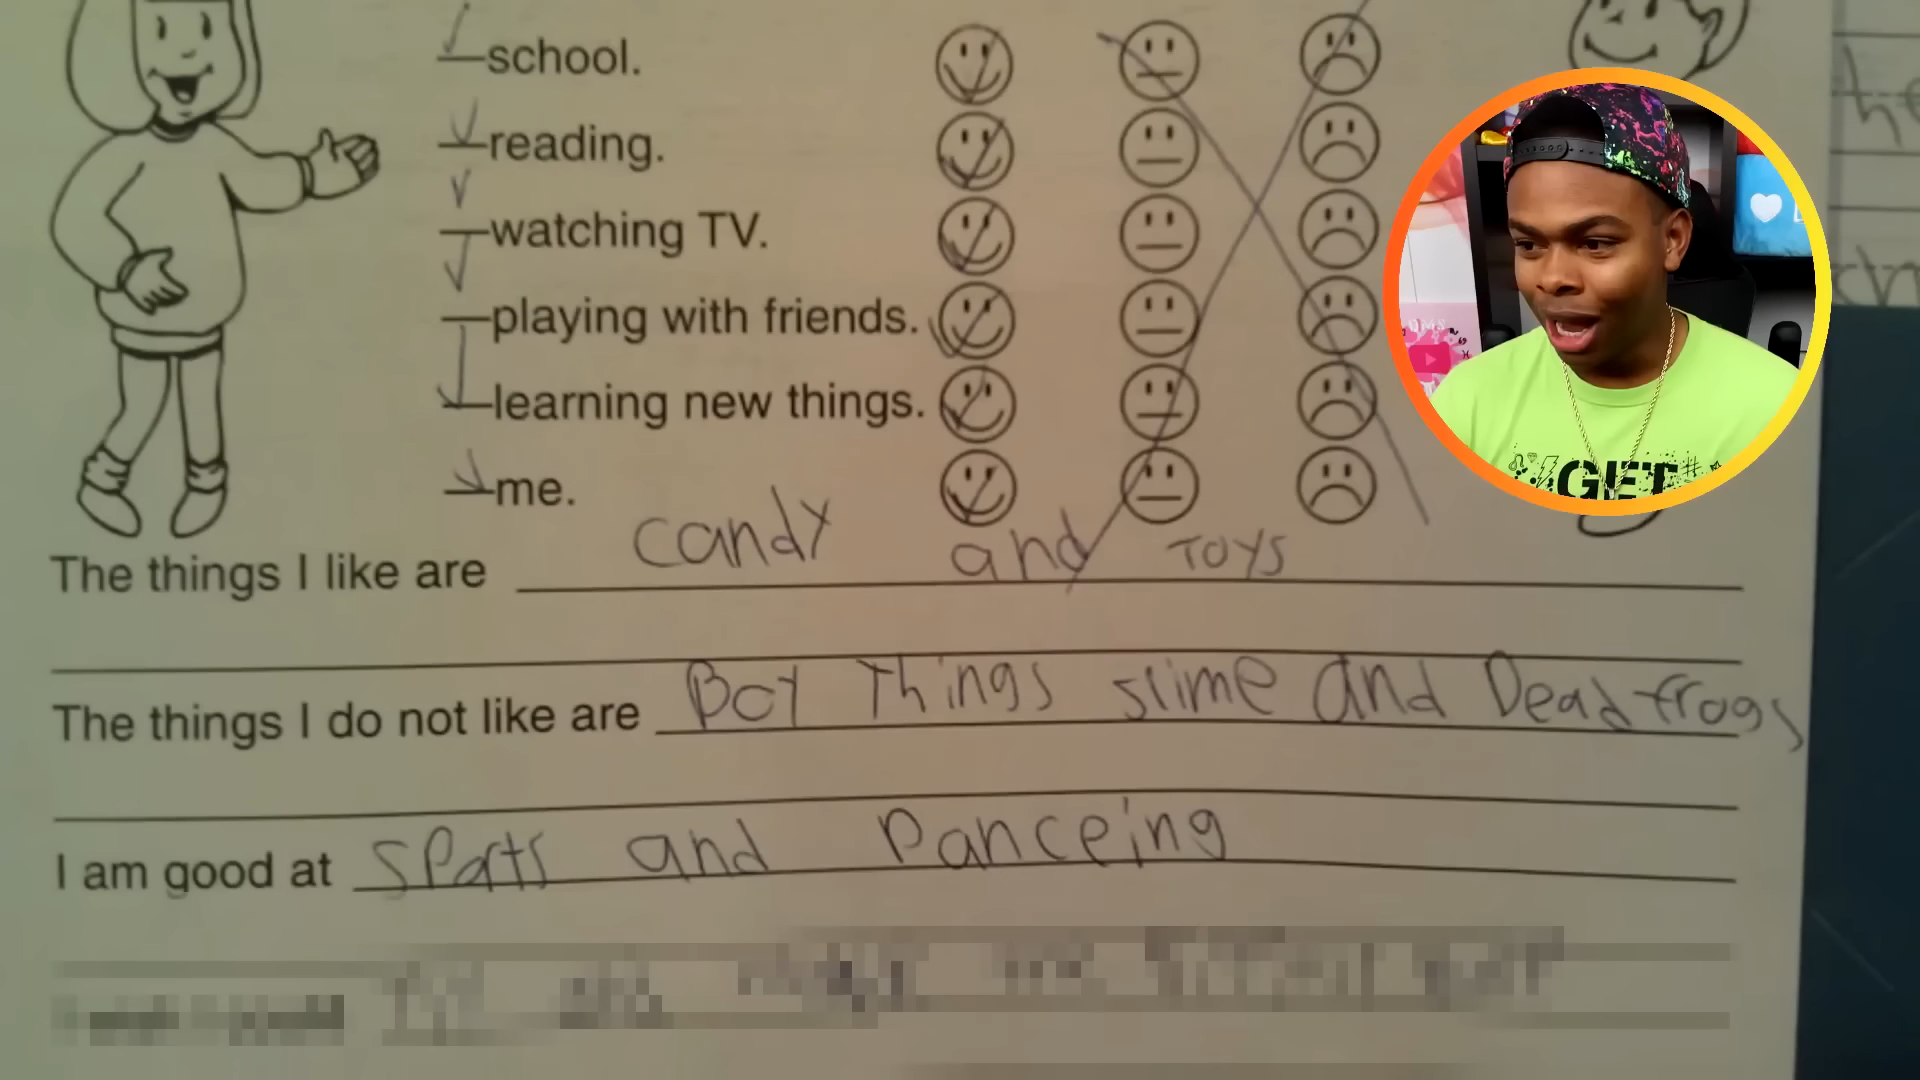 school.
reading.
watching TV.
playing with friends.
learning new things.
me.
The things I like are candy and Toys
The things I do not like are Boy Things slime and Dead frogs
I am good at sports and Danceing
GET